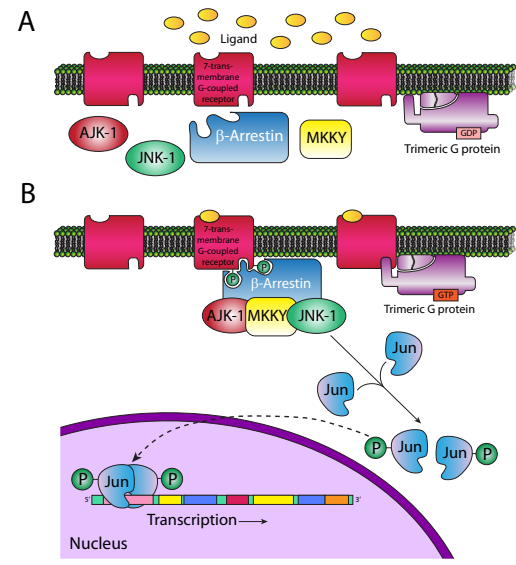 A
Ligand
7-trans-
membrane
G-coupled
receptor
AJK-1
JNK-1
β-Arrestin
MKKY
GDP
Trimeric G protein
B
7-trans-
membrane
G-coupled
receptor
P
P
β-Arrestin
AJK-1
MKKY
JNK-1
GTP
Trimeric G protein
Jun
Jun
P
Jun
Jun
P
P
Jun
P
5'
3'
Transcription
Nucleus